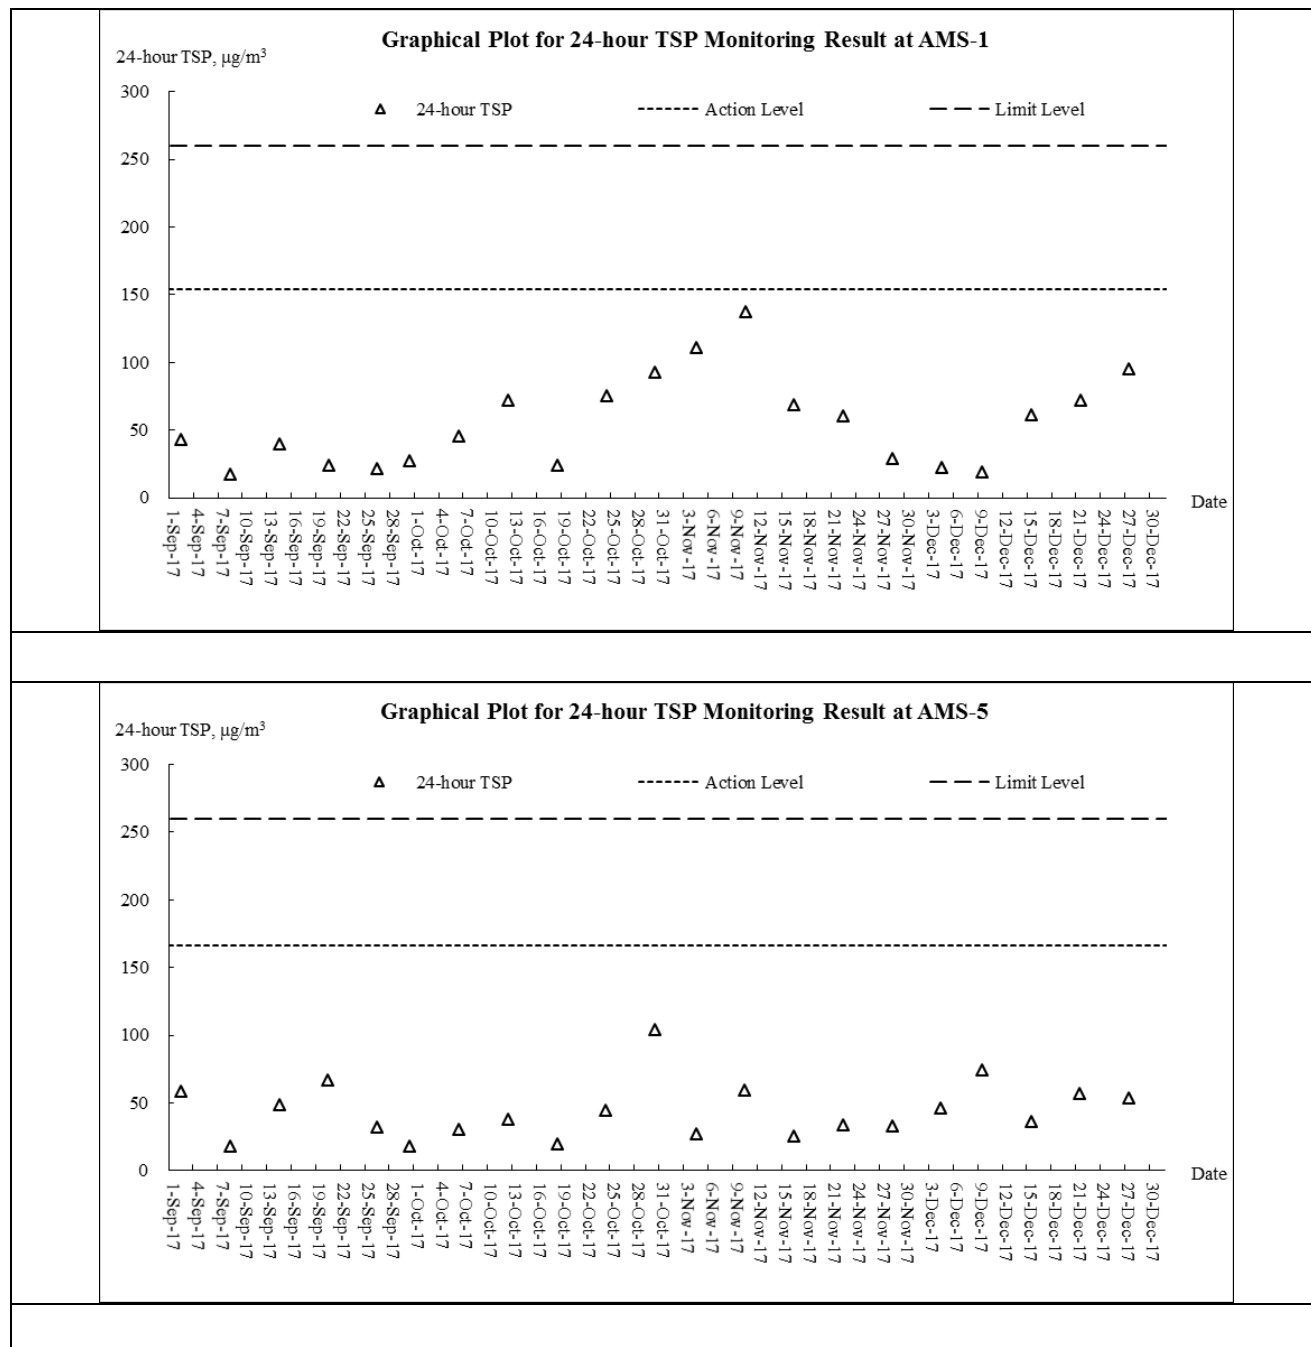 Graphical Plot for 24-hour TSP Monitoring Result at AMS-1
24-hour TSP, µg/m³
300
24-hour TSP
Action Level
Limit Level
250
200
150
100
50
0
Date
1-Sep-17
4-Sep-17
7-Sep-17
10-Sep-17
13-Sep-17
16-Sep-17
19-Sep-17
22-Sep-17
25-Sep-17
28-Sep-17
1-Oct-17
4-Oct-17
7-Oct-17
10-Oct-17
13-Oct-17
16-Oct-17
19-Oct-17
22-Oct-17
25-Oct-17
28-Oct-17
31-Oct-17
3-Nov-17
6-Nov-17
9-Nov-17
12-Nov-17
15-Nov-17
18-Nov-17
21-Nov-17
24-Nov-17
27-Nov-17
30-Nov-17
3-Dec-17
6-Dec-17
9-Dec-17
12-Dec-17
15-Dec-17
18-Dec-17
21-Dec-17
24-Dec-17
27-Dec-17
30-Dec-17
Graphical Plot for 24-hour TSP Monitoring Result at AMS-5
24-hour TSP, µg/m³
300
24-hour TSP
Action Level
Limit Level
250
200
150
100
50
0
Date
1-Sep-17
4-Sep-17
7-Sep-17
10-Sep-17
13-Sep-17
16-Sep-17
19-Sep-17
22-Sep-17
25-Sep-17
28-Sep-17
1-Oct-17
4-Oct-17
7-Oct-17
10-Oct-17
13-Oct-17
16-Oct-17
19-Oct-17
22-Oct-17
25-Oct-17
28-Oct-17
31-Oct-17
3-Nov-17
6-Nov-17
9-Nov-17
12-Nov-17
15-Nov-17
18-Nov-17
21-Nov-17
24-Nov-17
27-Nov-17
30-Nov-17
3-Dec-17
6-Dec-17
9-Dec-17
12-Dec-17
15-Dec-17
18-Dec-17
21-Dec-17
24-Dec-17
27-Dec-17
30-Dec-17